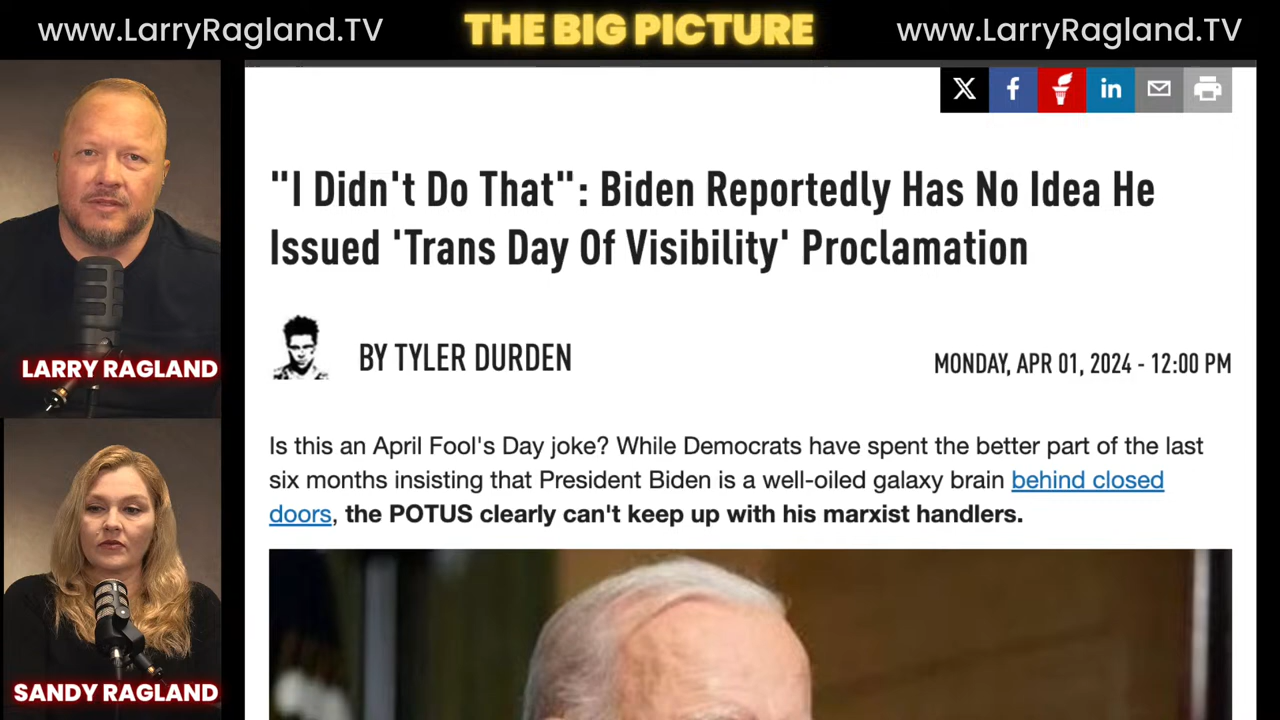 www.LarryRagland.TV
THE BIG PICTURE
www.LarryRagland.TV
X f in
"I Didn't Do That": Biden Reportedly Has No Idea He
Issued 'Trans Day Of Visibility' Proclamation
BY TYLER DURDEN
MONDAY, APR 01, 2024 - 12:00 PM
Is this an April Fool's Day joke? While Democrats have spent the better part of the last
six months insisting that President Biden is a well-oiled galaxy brain behind closed
doors, the POTUS clearly can't keep up with his marxist handlers.
LARRY RAGLAND
SANDY RAGLAND